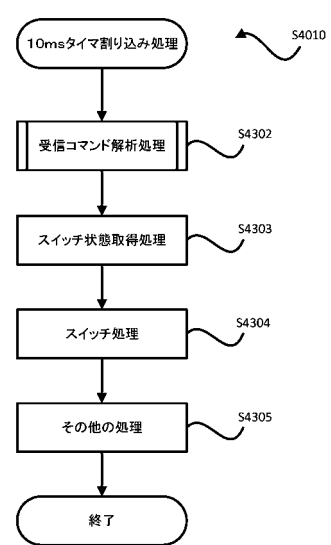 10msタイマ割り込み処理
S4010
受信コマンド解析処理
S4302
スイッチ状態取得処理
S4303
スイッチ処理
S4304
その他の処理
S4305
終了